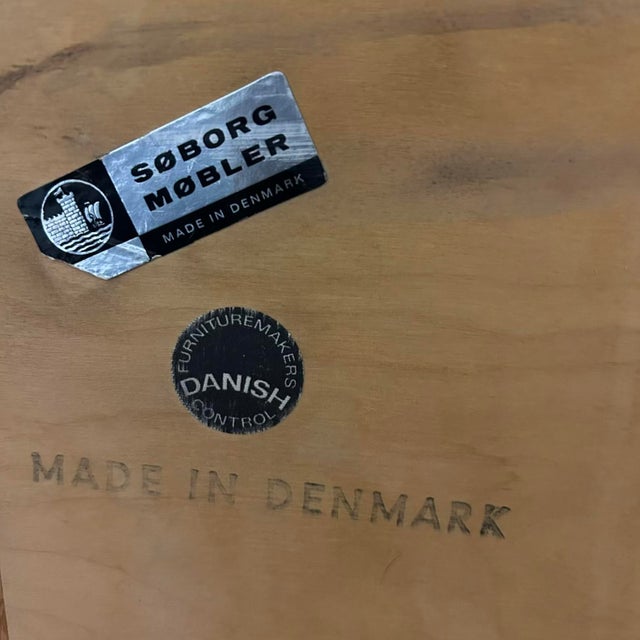 SØBORG
MØBLER
MADE IN DENMARK
FURNITUREMAKERS
DANISH
CONTROL
MADE IN DENMARK